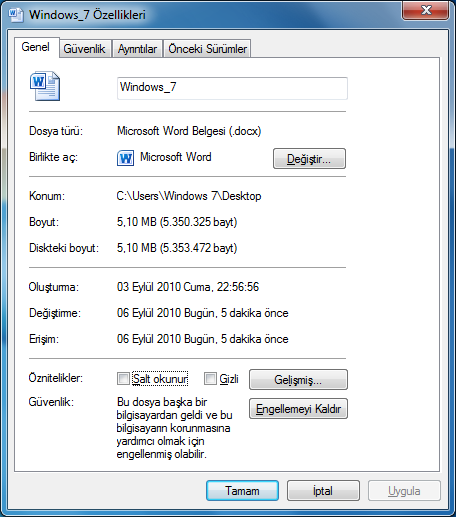 Windows_7 Özellikleri
Genel Güvenlik Ayrıntılar Önceki Sürümler
Windows_7
Dosya türü: Microsoft Word Belgesi (.docx)
Birlikte aç: Microsoft Word Değiştir...
Konum: C:\Users\Windows 7\Desktop
Boyut: 5,10 MB (5.350.325 bayt)
Diskteki boyut: 5,10 MB (5.353.472 bayt)
Oluşturma: 03 Eylül 2010 Cuma, 22:56:56
Değiştirme: 06 Eylül 2010 Bugün, 5 dakika önce
Erişim: 06 Eylül 2010 Bugün, 5 dakika önce
Öznitelikler: Salt okunur Gizli Gelişmiş...
Güvenlik: Bu dosya başka bir
bilgisayardan geldi ve bu
bilgisayarın korunmasına
yardımcı olmak için
engellenmiş olabilir.
Engellemeyi Kaldır
Tamam İptal Uygula